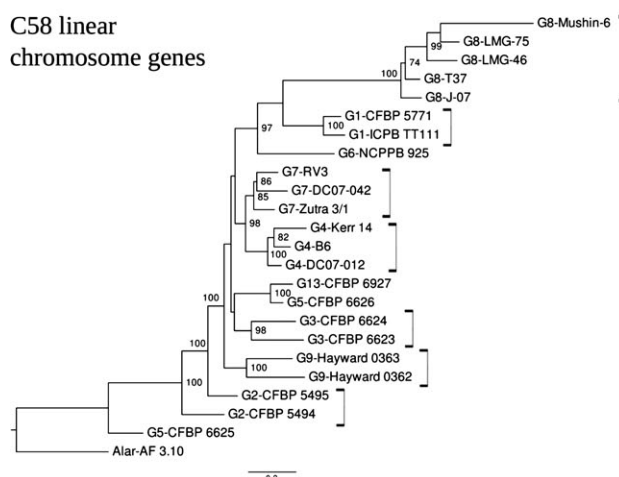 C58 linear
chromosome genes
G8-Mushin-6
99
G8-LMG-75
74
G8-LMG-46
100
G8-T37
G8-J-07
G1-CFBP 5771
100
97
G1-ICPB TT111
G6-NCPPB 925
G7-RV3
86
G7-DC07-042
85
G7-Zutra 3/1
98
G4-Kerr 14
82
G4-B6
100
G4-DC07-012
G13-CFBP 6927
100
G5-CFBP 6626
100
G3-CFBP 6624
98
G3-CFBP 6623
G9-Hayward 0363
100
100
G9-Hayward 0362
100
G2-CFBP 5495
G2-CFBP 5494
G5-CFBP 6625
Alar-AF 3.10